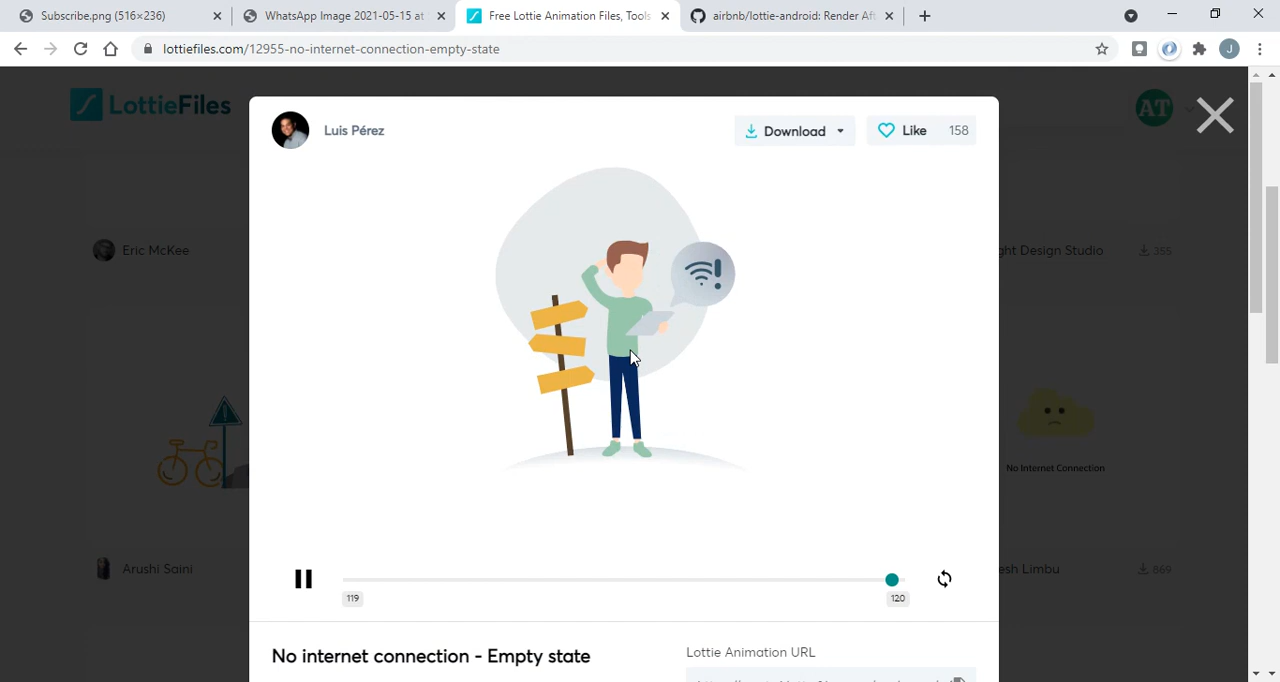 Subscribe.png (516×236)
WhatsApp Image 2021-05-15 at
Free Lottie Animation Files, Tools
airbnb/lottie-android: Render Aft
lottiefiles.com/12955-no-internet-connection-empty-state
J
LottieFiles
AT
Luis Pérez
Download
Like 158
Eric McKee
ght Design Studio 355
No Internet Connection
Arushi Saini
esh Limbu 869
119
120
No internet connection - Empty state
Lottie Animation URL